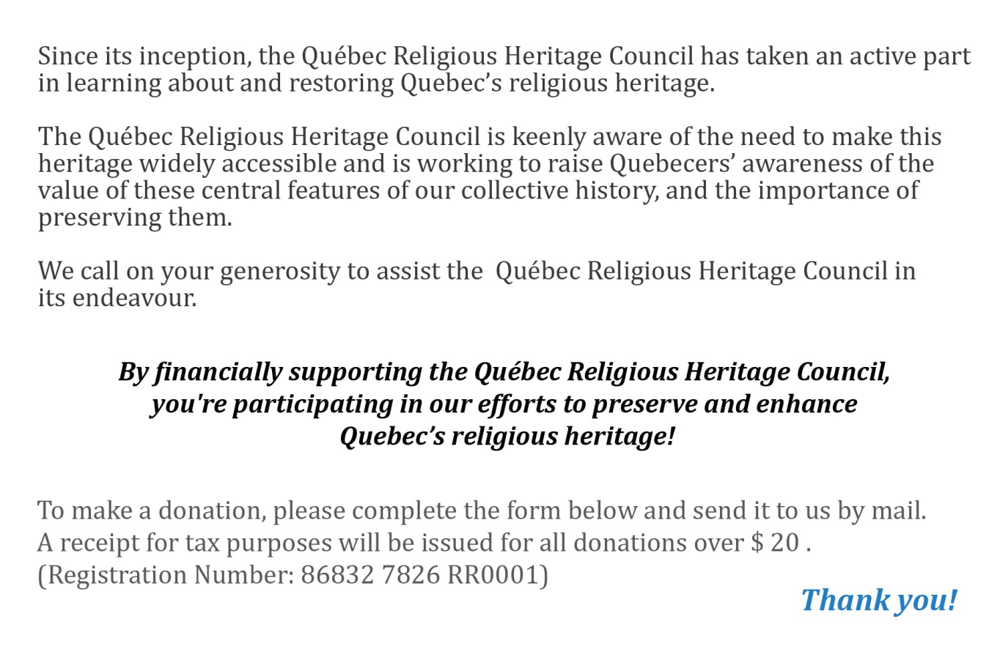 Since its inception, the Québec Religious Heritage Council has taken an active part
in learning about and restoring Quebec’s religious heritage.
The Québec Religious Heritage Council is keenly aware of the need to make this
heritage widely accessible and is working to raise Quebecers’ awareness of the
value of these central features of our collective history, and the importance of
preserving them.
We call on your generosity to assist the  Québec Religious Heritage Council in
its endeavour.
By financially supporting the Québec Religious Heritage Council,
you're participating in our efforts to preserve and enhance
Quebec’s religious heritage!
To make a donation, please complete the form below and send it to us by mail.
A receipt for tax purposes will be issued for all donations over $ 20 .
(Registration Number: 86832 7826 RR0001)
Thank you!